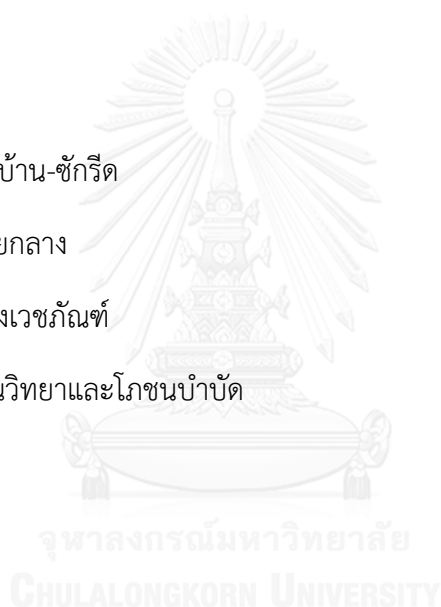 บ้าน-ซักรีด
ยกลาง
งเวชภัณฑ์
นวิทยาและโภชนบำบัด
จุฬาลงกรณ์มหาวิทยาลัย
CHULALONGKORN UNIVERSITY